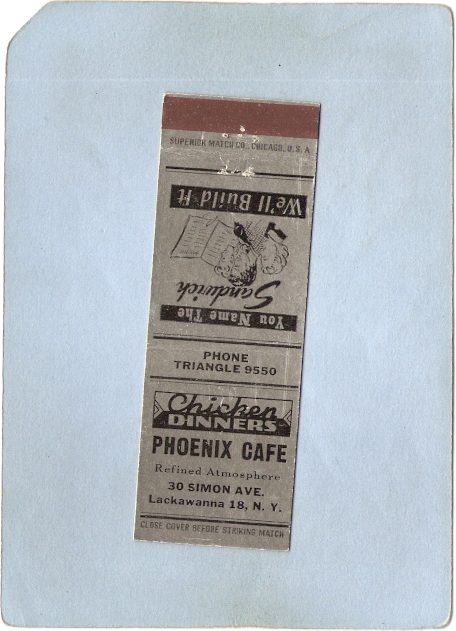 SUPERIOR MATCH CO., CHICAGO, U. S. A
You Name The
Sandwich
We'll Build It
PHONE
TRIANGLE 9550
Chicken
DINNERS
PHOENIX CAFE
Refined Atmosphere
30 SIMON AVE.
Lackawanna 18, N. Y.
CLOSE COVER BEFORE STRIKING MATCH